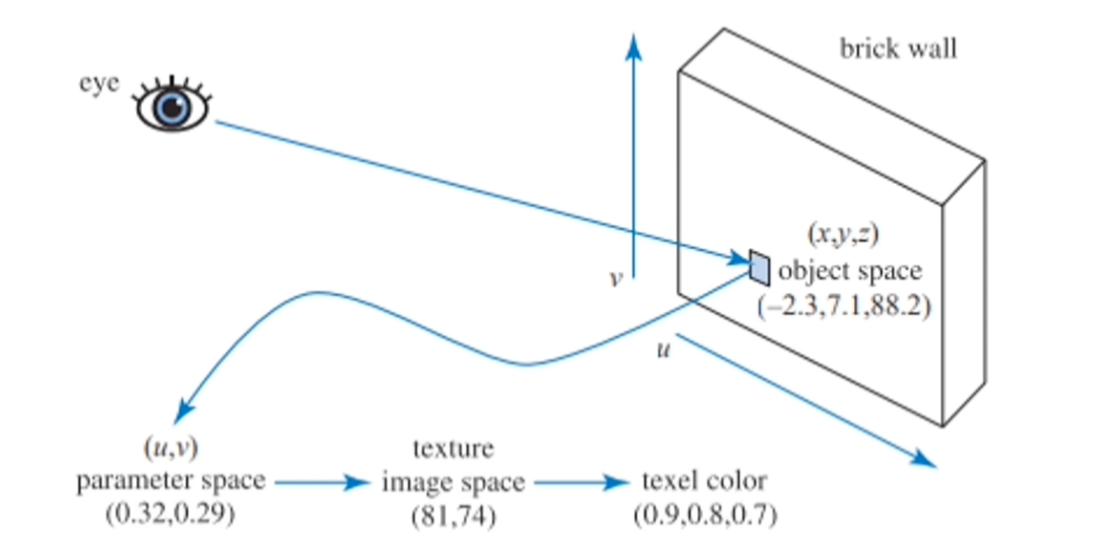 brick wall
eye
(x,y,z)
object space
(–2.3,7.1,88.2)
v
u
(u,v)
parameter space
(0.32,0.29)
texture
image space
(81,74)
texel color
(0.9,0.8,0.7)